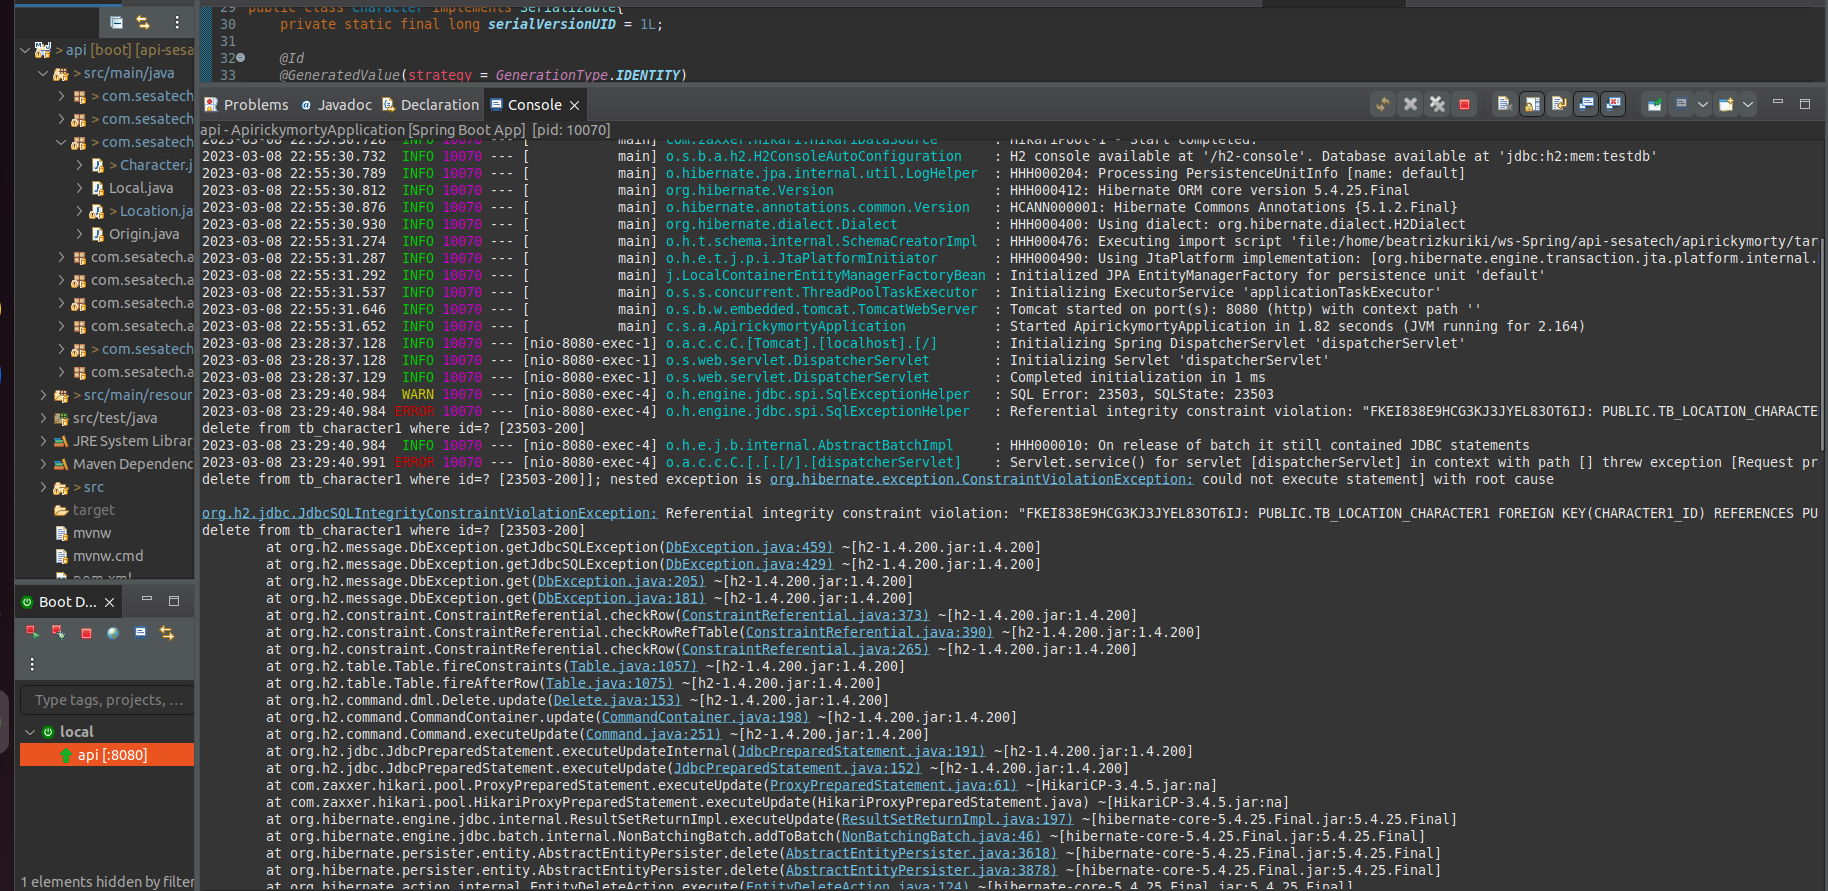 29 public class Character implements Serializable{
30 private static final long serialVersionUID = 1L;
31
32 @Id
33 @GeneratedValue(strategy = GenerationType.IDENTITY)
> api [boot] [api-sesa
> src/main/java
> com.sesatech
> com.sesatech
com.sesatech
> Character.j
Local.java
> Location.ja
Origin.java
com.sesatech.a
com.sesatech.a
com.sesatech.a
com.sesatech.a
> com.sesatech
com.sesatech.a
> src/main/resour
src/test/java
JRE System Librar
Maven Dependenc
> src
target
mvnw
mvnw.cmd
pom.xml
Boot D...
Type tags, projects, ...
local
api [:8080]
1 elements hidden by filter
Problems Javadoc Declaration Console
api - ApirickymortyApplication [Spring Boot App] [pid: 10070]
2023-03-08 22:55:30.728 INFO 10070 --- [ main] com.zaxxer.hikari.HikariDataSource : HikariPool-1 - Start completed.
2023-03-08 22:55:30.732 INFO 10070 --- [ main] o.s.b.a.h2.H2ConsoleAutoConfiguration : H2 console available at '/h2-console'. Database available at 'jdbc:h2:mem:testdb'
2023-03-08 22:55:30.789 INFO 10070 --- [ main] o.hibernate.jpa.internal.util.LogHelper : HHH000204: Processing PersistenceUnitInfo [name: default]
2023-03-08 22:55:30.812 INFO 10070 --- [ main] org.hibernate.Version : HHH000412: Hibernate ORM core version 5.4.25.Final
2023-03-08 22:55:30.876 INFO 10070 --- [ main] o.hibernate.annotations.common.Version : HCANN000001: Hibernate Commons Annotations {5.1.2.Final}
2023-03-08 22:55:30.930 INFO 10070 --- [ main] org.hibernate.dialect.Dialect : HHH000400: Using dialect: org.hibernate.dialect.H2Dialect
2023-03-08 22:55:31.274 INFO 10070 --- [ main] o.h.t.schema.internal.SchemaCreatorImpl : HHH000476: Executing import script 'file:/home/beatrizkuriki/ws-Spring/api-sesatech/apirickymorty/tar
2023-03-08 22:55:31.287 INFO 10070 --- [ main] o.h.e.t.j.p.i.JtaPlatformInitiator : HHH000490: Using JtaPlatform implementation: [org.hibernate.engine.transaction.jta.platform.internal.
2023-03-08 22:55:31.292 INFO 10070 --- [ main] j.LocalContainerEntityManagerFactoryBean : Initialized JPA EntityManagerFactory for persistence unit 'default'
2023-03-08 22:55:31.537 INFO 10070 --- [ main] o.s.s.concurrent.ThreadPoolTaskExecutor : Initializing ExecutorService 'applicationTaskExecutor'
2023-03-08 22:55:31.646 INFO 10070 --- [ main] o.s.b.w.embedded.tomcat.TomcatWebServer : Tomcat started on port(s): 8080 (http) with context path ''
2023-03-08 22:55:31.652 INFO 10070 --- [ main] c.s.a.ApirickymortyApplication : Started ApirickymortyApplication in 1.82 seconds (JVM running for 2.164)
2023-03-08 23:28:37.128 INFO 10070 --- [nio-8080-exec-1] o.a.c.c.C.[Tomcat].[localhost].[/] : Initializing Spring DispatcherServlet 'dispatcherServlet'
2023-03-08 23:28:37.128 INFO 10070 --- [nio-8080-exec-1] o.s.web.servlet.DispatcherServlet : Initializing Servlet 'dispatcherServlet'
2023-03-08 23:28:37.129 INFO 10070 --- [nio-8080-exec-1] o.s.web.servlet.DispatcherServlet : Completed initialization in 1 ms
2023-03-08 23:29:40.984 WARN 10070 --- [nio-8080-exec-4] o.h.engine.jdbc.spi.SqlExceptionHelper : SQL Error: 23503, SQLState: 23503
2023-03-08 23:29:40.984 ERROR 10070 --- [nio-8080-exec-4] o.h.engine.jdbc.spi.SqlExceptionHelper : Referential integrity constraint violation: "FKEI838E9HCG3KJ3JYEL83OT6IJ: PUBLIC.TB_LOCATION_CHARACTE
delete from tb_character1 where id=? [23503-200]
2023-03-08 23:29:40.984 INFO 10070 --- [nio-8080-exec-4] o.h.e.j.b.internal.AbstractBatchImpl : HHH000010: On release of batch it still contained JDBC statements
2023-03-08 23:29:40.991 ERROR 10070 --- [nio-8080-exec-4] o.a.c.c.C.[.[.[/].[dispatcherServlet] : Servlet.service() for servlet [dispatcherServlet] in context with path [] threw exception [Request pr
delete from tb_character1 where id=? [23503-200]]; nested exception is org.hibernate.exception.ConstraintViolationException: could not execute statement] with root cause
org.h2.jdbc.JdbcSQLIntegrityConstraintViolationException: Referential integrity constraint violation: "FKEI838E9HCG3KJ3JYEL83OT6IJ: PUBLIC.TB_LOCATION_CHARACTER1 FOREIGN KEY(CHARACTER1_ID) REFERENCES PU
delete from tb_character1 where id=? [23503-200]
at org.h2.message.DbException.getJdbcSQLException(DbException.java:459) ~[h2-1.4.200.jar:1.4.200]
at org.h2.message.DbException.getJdbcSQLException(DbException.java:429) ~[h2-1.4.200.jar:1.4.200]
at org.h2.message.DbException.get(DbException.java:205) ~[h2-1.4.200.jar:1.4.200]
at org.h2.message.DbException.get(DbException.java:181) ~[h2-1.4.200.jar:1.4.200]
at org.h2.constraint.ConstraintReferential.checkRow(ConstraintReferential.java:373) ~[h2-1.4.200.jar:1.4.200]
at org.h2.constraint.ConstraintReferential.checkRowRefTable(ConstraintReferential.java:390) ~[h2-1.4.200.jar:1.4.200]
at org.h2.constraint.ConstraintReferential.checkRow(ConstraintReferential.java:265) ~[h2-1.4.200.jar:1.4.200]
at org.h2.table.Table.fireConstraints(Table.java:1057) ~[h2-1.4.200.jar:1.4.200]
at org.h2.table.Table.fireAfterRow(Table.java:1075) ~[h2-1.4.200.jar:1.4.200]
at org.h2.command.dml.Delete.update(Delete.java:153) ~[h2-1.4.200.jar:1.4.200]
at org.h2.command.CommandContainer.update(CommandContainer.java:198) ~[h2-1.4.200.jar:1.4.200]
at org.h2.command.Command.executeUpdate(Command.java:251) ~[h2-1.4.200.jar:1.4.200]
at org.h2.jdbc.JdbcPreparedStatement.executeUpdateInternal(JdbcPreparedStatement.java:191) ~[h2-1.4.200.jar:1.4.200]
at org.h2.jdbc.JdbcPreparedStatement.executeUpdate(JdbcPreparedStatement.java:152) ~[h2-1.4.200.jar:1.4.200]
at com.zaxxer.hikari.pool.ProxyPreparedStatement.executeUpdate(ProxyPreparedStatement.java:61) ~[HikariCP-3.4.5.jar:na]
at com.zaxxer.hikari.pool.HikariProxyPreparedStatement.executeUpdate(HikariProxyPreparedStatement.java) ~[HikariCP-3.4.5.jar:na]
at org.hibernate.engine.jdbc.internal.ResultSetReturnImpl.executeUpdate(ResultSetReturnImpl.java:197) ~[hibernate-core-5.4.25.Final.jar:5.4.25.Final]
at org.hibernate.engine.jdbc.batch.internal.NonBatchingBatch.addToBatch(NonBatchingBatch.java:46) ~[hibernate-core-5.4.25.Final.jar:5.4.25.Final]
at org.hibernate.persister.entity.AbstractEntityPersister.delete(AbstractEntityPersister.java:3618) ~[hibernate-core-5.4.25.Final.jar:5.4.25.Final]
at org.hibernate.persister.entity.AbstractEntityPersister.delete(AbstractEntityPersister.java:3878) ~[hibernate-core-5.4.25.Final.jar:5.4.25.Final]
at org.hibernate.action.internal.EntityDeleteAction.execute(EntityDeleteAction.java:124) ~[hibernate-core-5.4.25.Final.jar:5.4.25.Final]